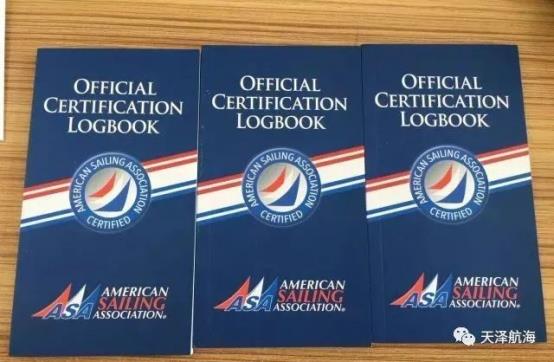 OFFICIAL
CERTIFICATION
LOGBOOK
AMERICAN SAILING ASSOCIATION
CERTIFIED
ASA
AMERICAN
SAILING
ASSOCIATION®
OFFICIAL
CERTIFICATION
LOGBOOK
AMERICAN SAILING ASSOCIATION
CERTIFIED
ASA
AMERICAN
SAILING
ASSOCIATION®
OFFICIAL
CERTIFICATION
LOGBOOK
AMERICAN SAILING ASSOCIATION
CERTIFIED
ASA
AMERICAN
SAILING
ASSOCIATION®
天泽航海